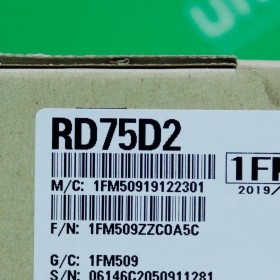 RD75D2
1FM
M/C: 1FM50919122301
2019/
F/N: 1FM509ZZC0A5C
G/C: 1FM509
S/N: 06146C2050911281